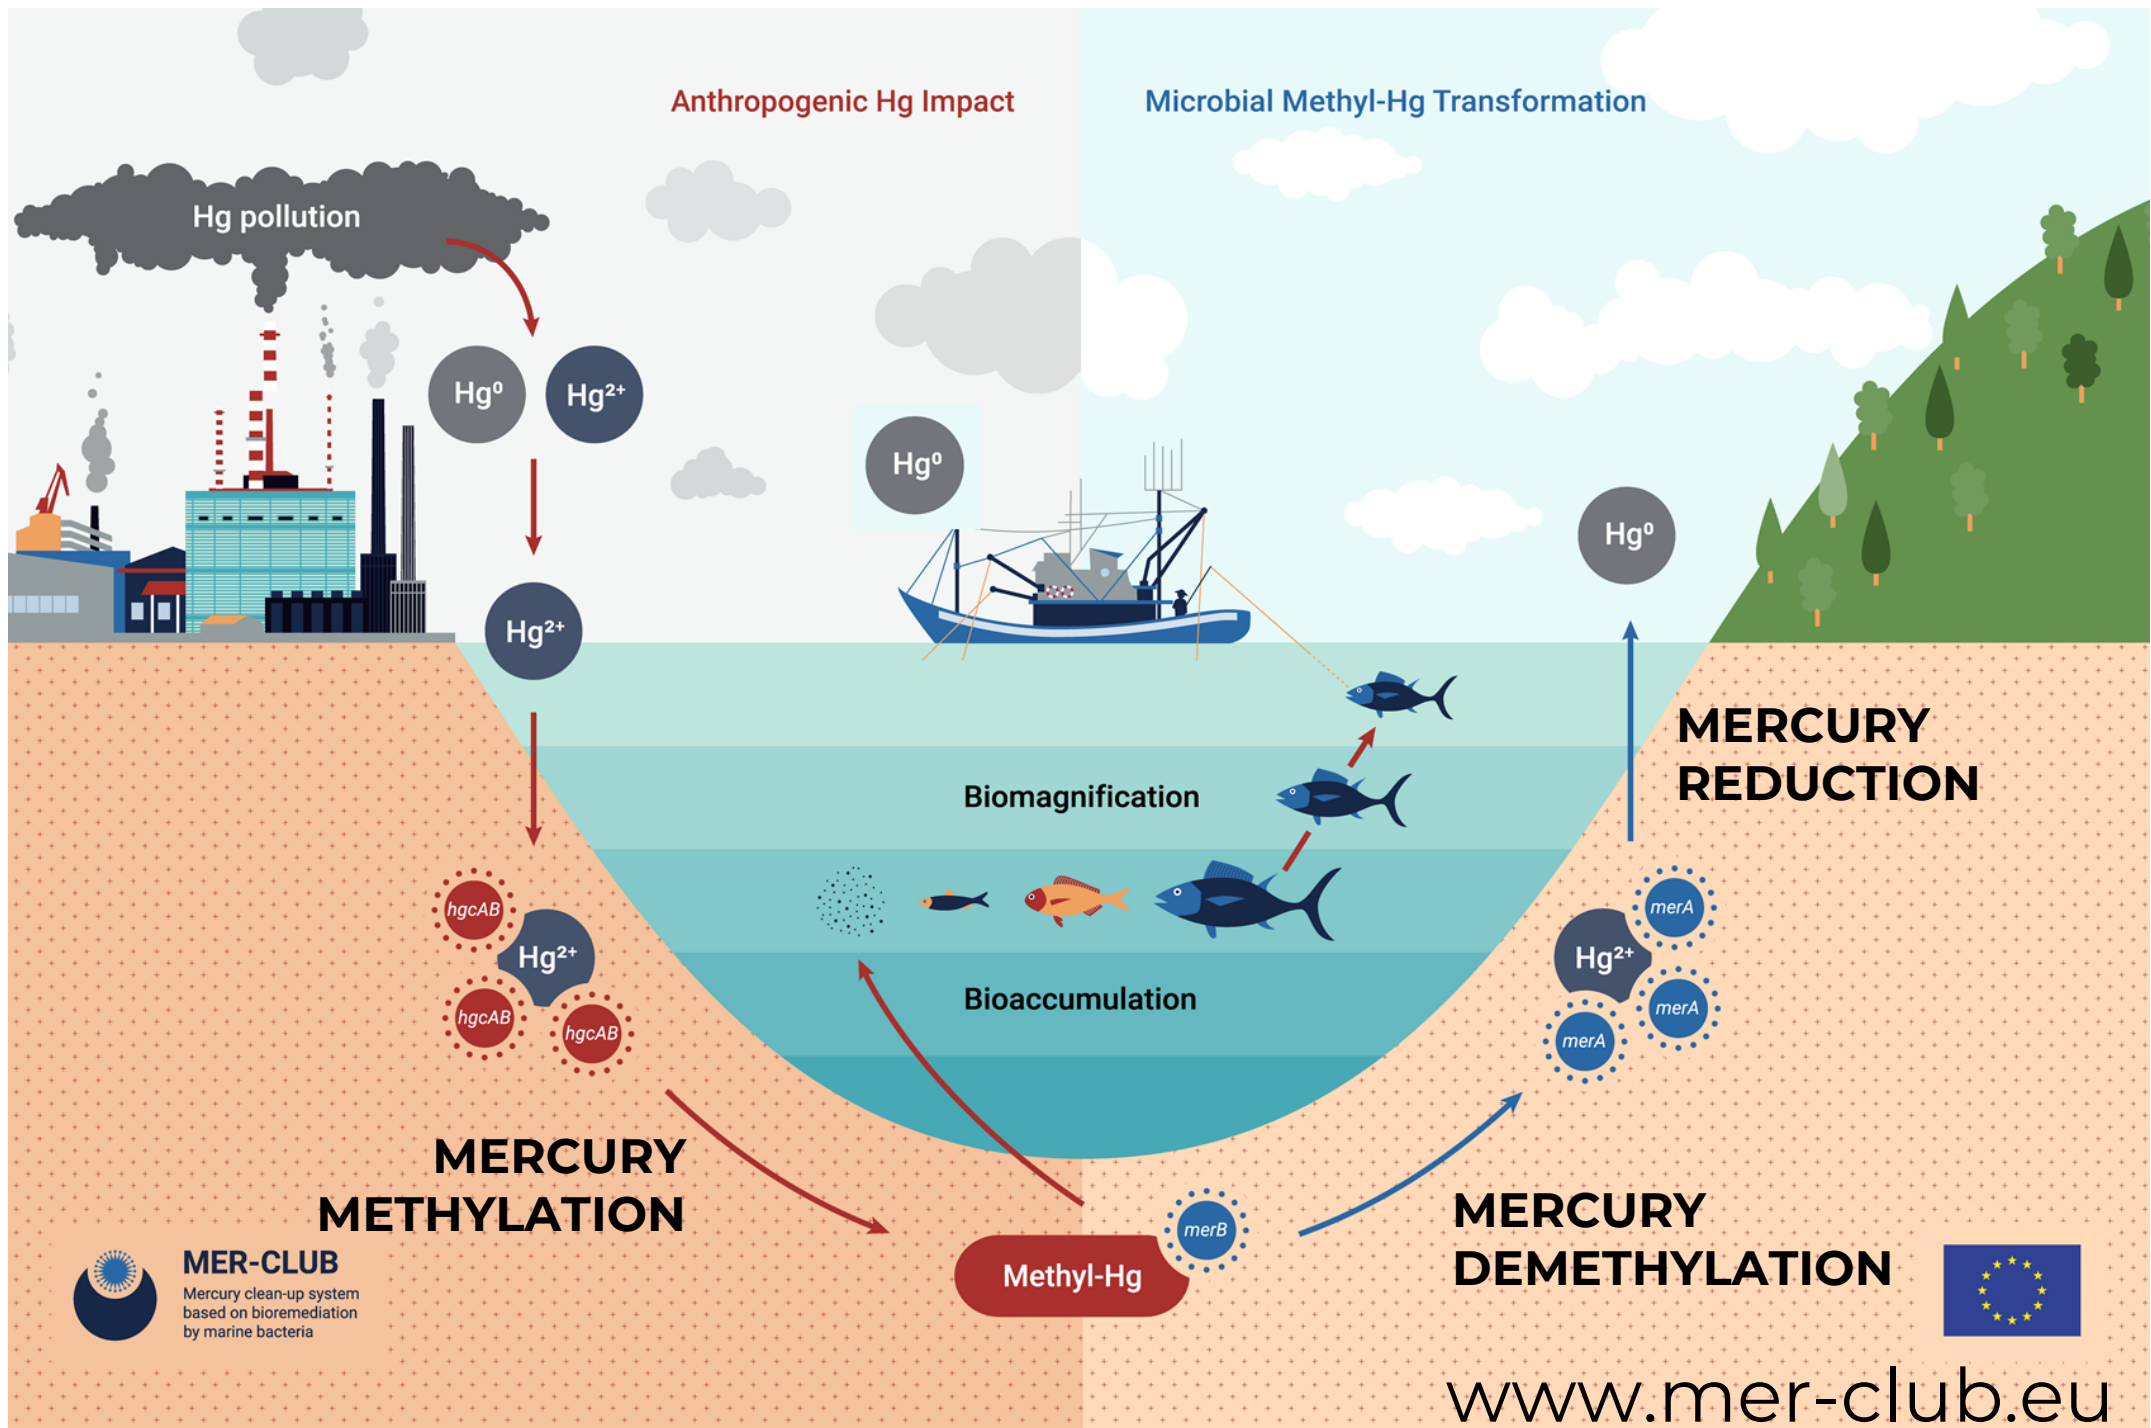 Anthropogenic Hg Impact
Microbial Methyl-Hg Transformation
Hg pollution
Hg⁰
Hg²⁺
Hg⁰
Hg⁰
Hg²⁺
MERCURY
REDUCTION
Biomagnification
hgcAB
Hg²⁺
hgcAB
hgcAB
merA
Hg²⁺
merA
merA
Bioaccumulation
MERCURY
METHYLATION
merB
Methyl-Hg
MERCURY
DEMETHYLATION
MER-CLUB
Mercury clean-up system
based on bioremediation
by marine bacteria
www.mer-club.eu